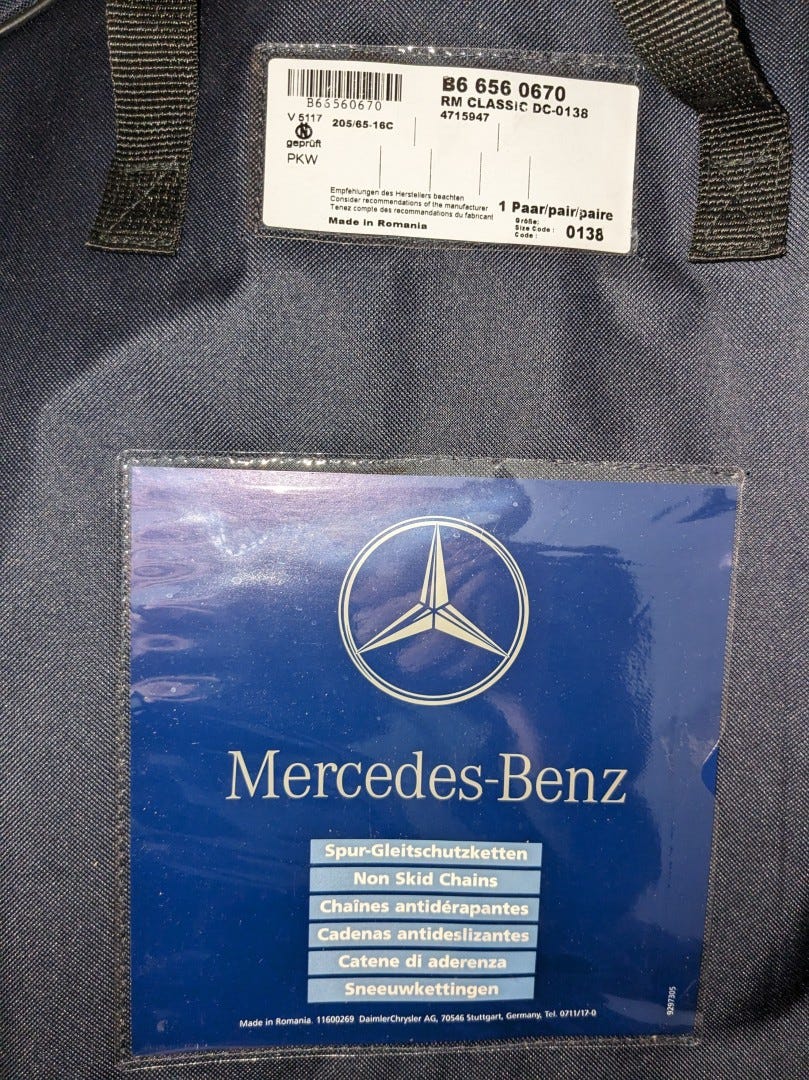 B66560670
B6 656 0670
RM CLASSIC DC-0138
4715947
V 5117
205/65-16C
geprüft
PKW
Empfehlungen des Herstellers beachten
Consider recommendations of the manufacturer
Tenez compte des recommandations du fabricant
Made in Romania
1 Paar/pair/paire
Größe:
Size Code :
Code :
0138
Mercedes-Benz
Spur-Gleitschutzketten
Non Skid Chains
Chaînes antidérapantes
Cadenas antideslizantes
Catene di aderenza
Sneeuwkettingen
Made in Romania. 11600269 DaimlerChrysler AG, 70546 Stuttgart, Germany, Tel. 0711/17-0
9297305